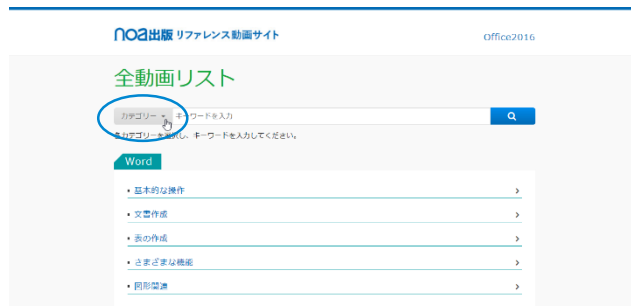 noa出版 リファレンス動画サイト
Office2016
全動画リスト
カテゴリー キーワードを入力
各カテゴリーを選択し、キーワードを入力してください。
Word
・基本的な操作
・文書作成
・表の作成
・さまざまな機能
・図形関連